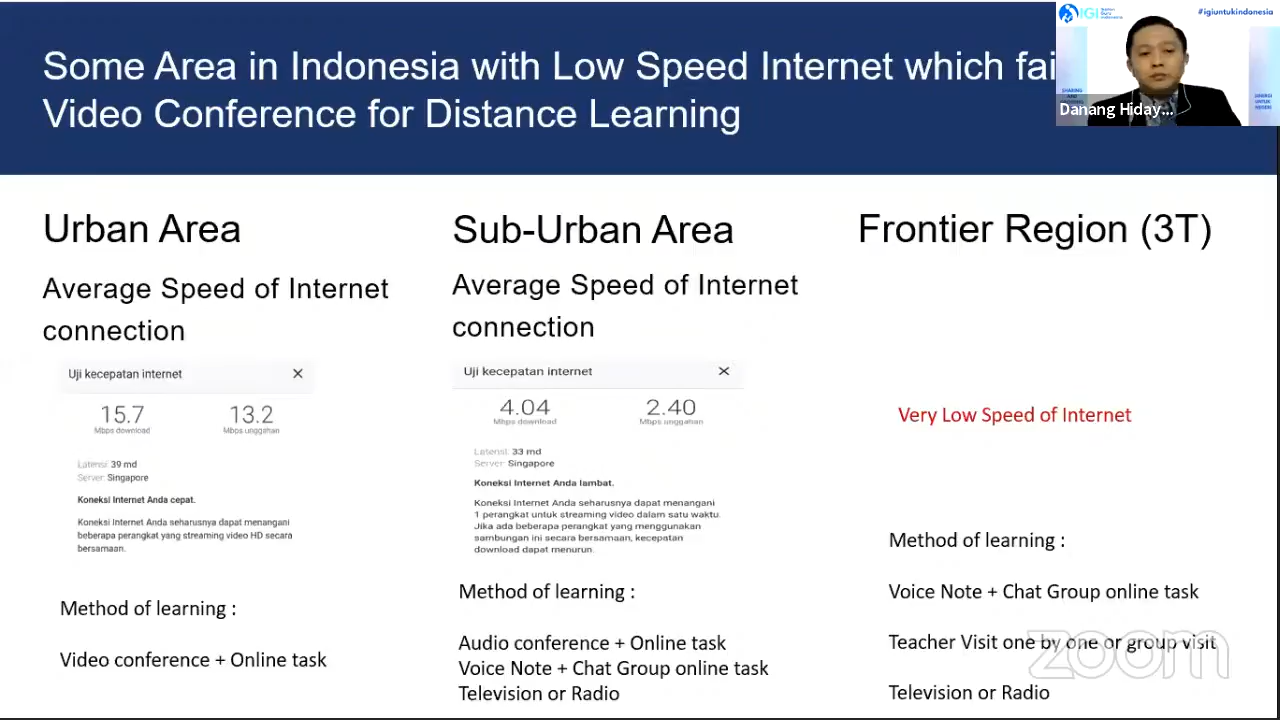 Some Area in Indonesia with Low Speed Internet which fai
Video Conference for Distance Learning
IGI
#igiuntukindonesia
Danang Hiday...
Urban Area
Average Speed of Internet
connection
Uji kecepatan internet
15.7 13.2
Mbps download Mbps unggahan
Latensi: 39 md
Server: Singapore
Koneksi Internet Anda cepat.
Koneksi Internet Anda seharusnya dapat menangani
beberapa perangkat yang streaming video HD secara
bersamaan.
Method of learning :
Video conference + Online task
Sub-Urban Area
Average Speed of Internet
connection
Uji kecepatan internet
4.04 2.40
Mbps download Mbps unggahan
Latensi: 33 md
Server: Singapore
Koneksi Internet Anda lambat.
Koneksi Internet Anda seharusnya dapat menangani
1 perangkat untuk streaming video dalam satu waktu.
Jika ada beberapa perangkat yang menggunakan
sambungan ini secara bersamaan, kecepatan
download dapat menurun.
Method of learning :
Audio conference + Online task
Voice Note + Chat Group online task
Television or Radio
Frontier Region (3T)
Very Low Speed of Internet
Method of learning :
Voice Note + Chat Group online task
Teacher Visit one by one or group visit
Television or Radio
zoom